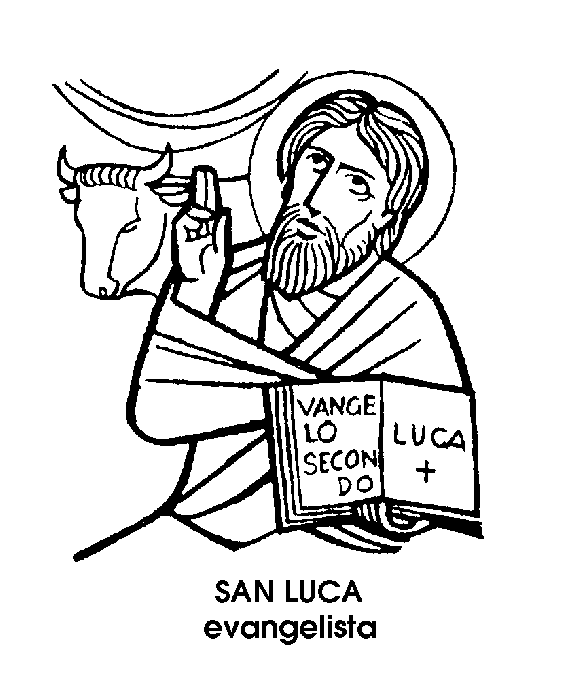 VANGE
LO
SECON
DO
LUCA
+
SAN LUCA
evangelista